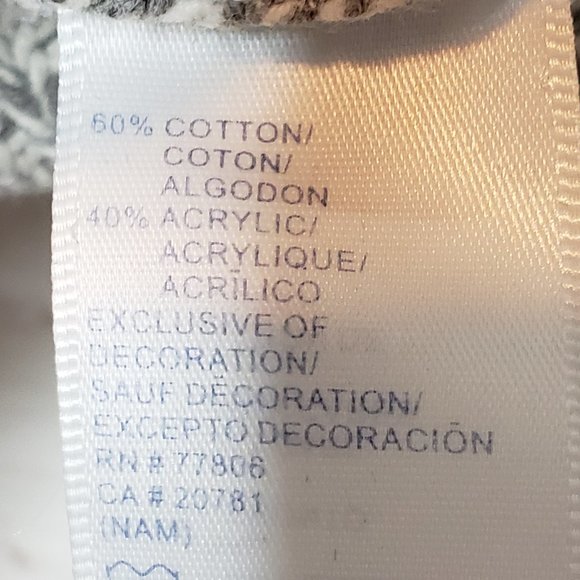 60% COTTON/
COTON/
ALGODON
40% ACRYLIC/
ACRYLIQUE/
ACRÍLICO
EXCLUSIVE OF
DECORATION/
SAUF DÉCORATION/
EXCEPTO DECORACIÓN
RN # 77806
CA # 20781
(NAM)